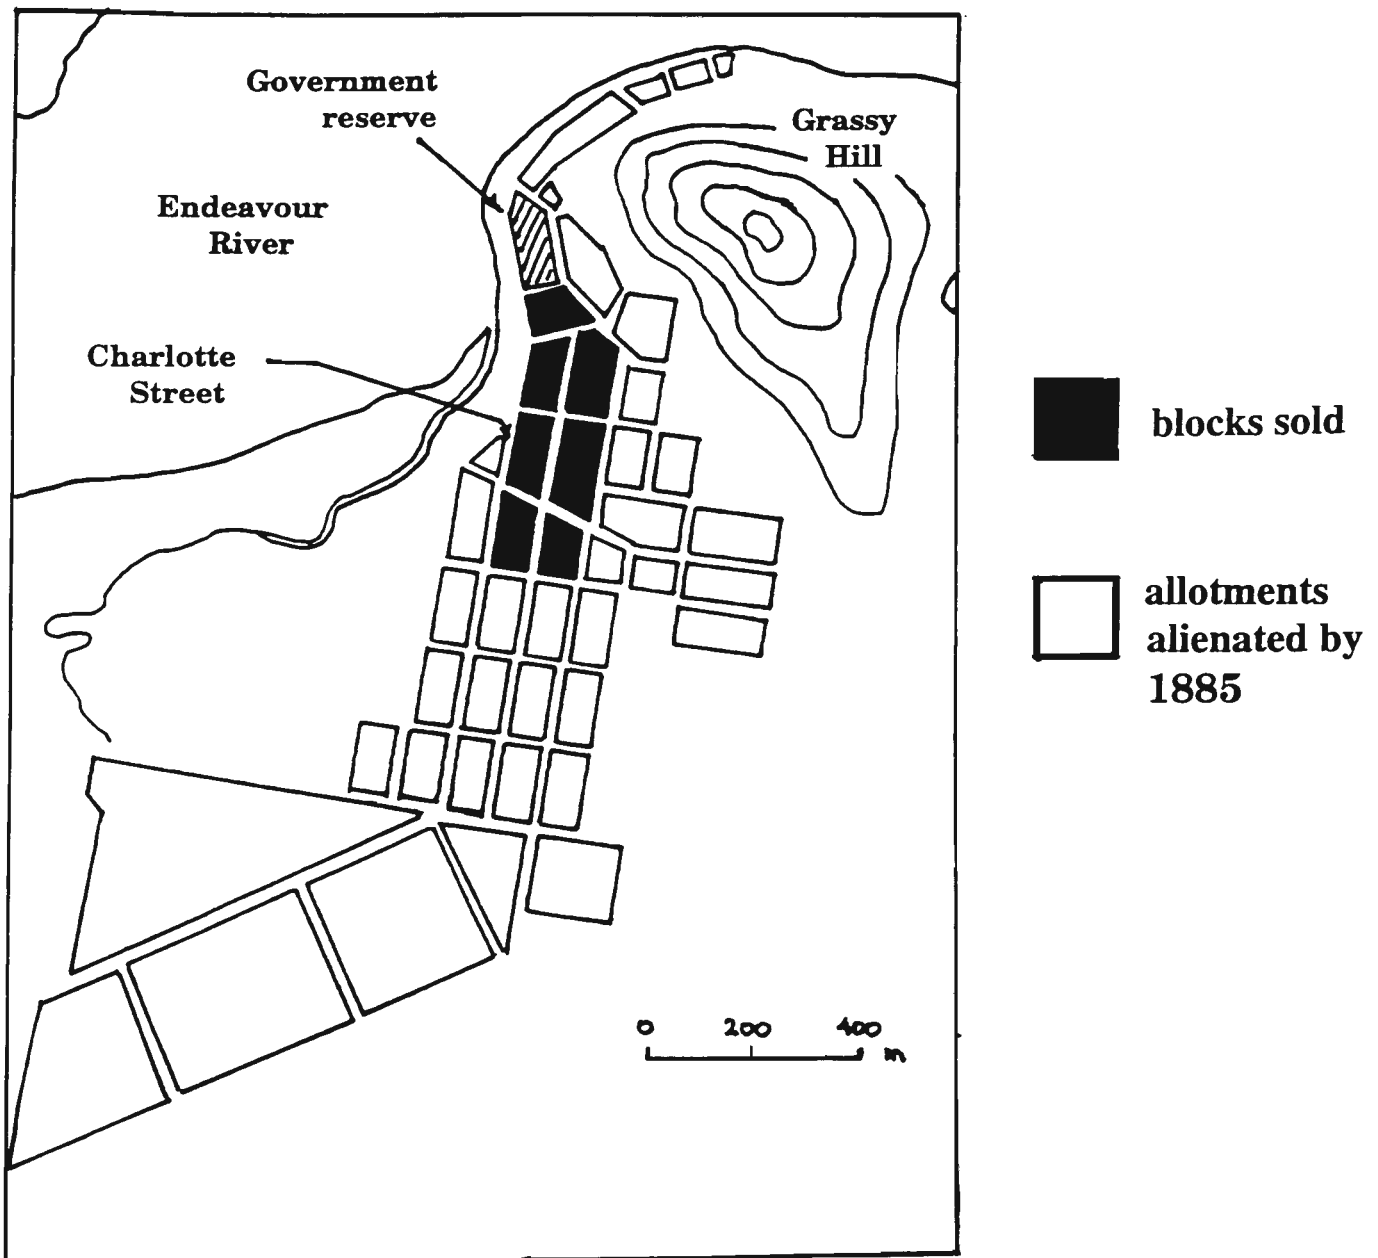 Government
reserve
Grassy
Hill
Endeavour
River
Charlotte
Street
blocks sold
allotments
alienated by
1885
0 200 400 m